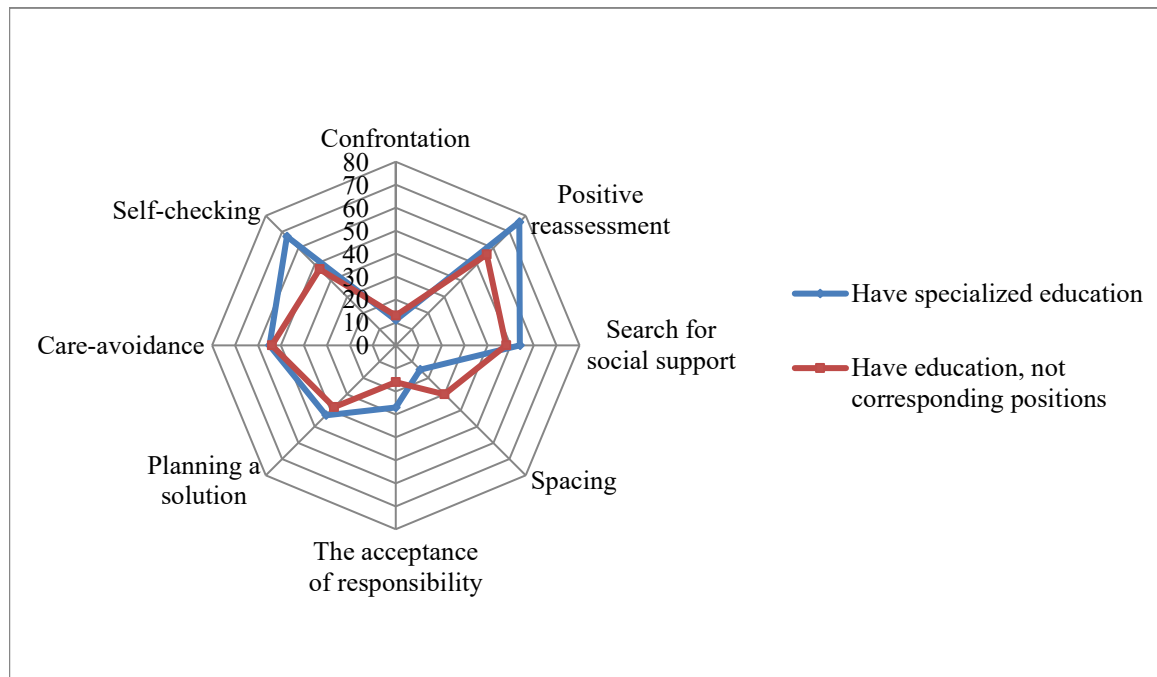 Confrontation
80
70
60
50
40
30
20
10
0
Positive
reassessment
Search for
social support
Spacing
The acceptance
of responsibility
Planning a
solution
Care-avoidance
Self-checking
Have specialized education
Have education, not
corresponding positions